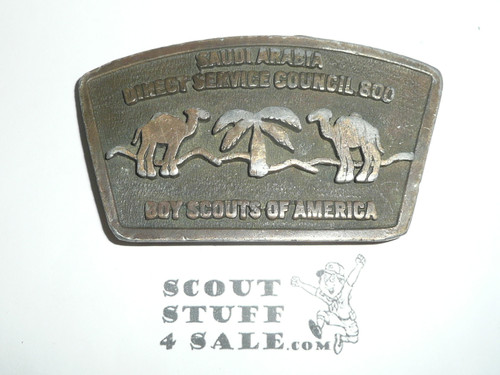 SAUDI ARABIA
DIRECT SERVICE COUNCIL 800
BOY SCOUTS OF AMERICA
SCOUT
STUFF
4 SALE.com